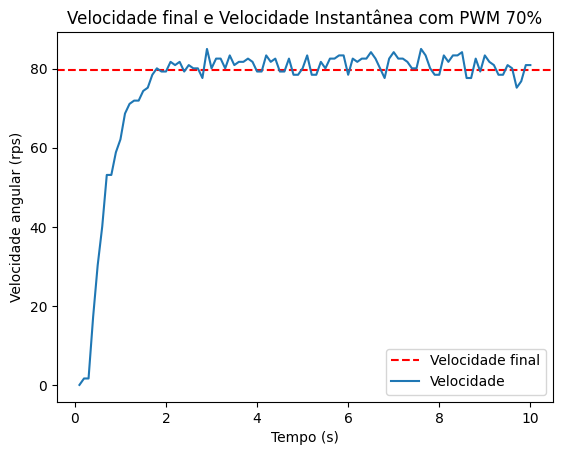 Velocidade final e Velocidade Instantânea com PWM 70%
Velocidade angular (rps)
80
60
40
20
0
Velocidade final
Velocidade
0 2 4 6 8 10
Tempo (s)